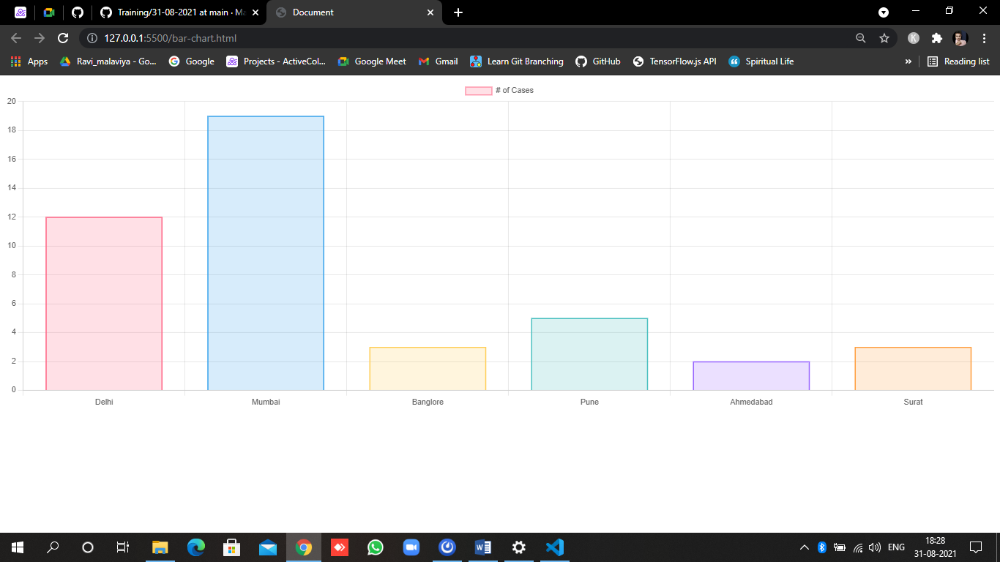 Training/31-08-2021 at main · Ma
Document
127.0.0.1:5500/bar-chart.html
K
Apps
Ravi_malaviya - Go...
Google
Projects - ActiveCol...
Google Meet
Gmail
Learn Git Branching
GitHub
TensorFlow.js API
Spiritual Life
»
Reading list
# of Cases
20
18
16
14
12
10
8
6
4
2
0
Delhi
Mumbai
Banglore
Pune
Ahmedabad
Surat
ENG
18:28
31-08-2021